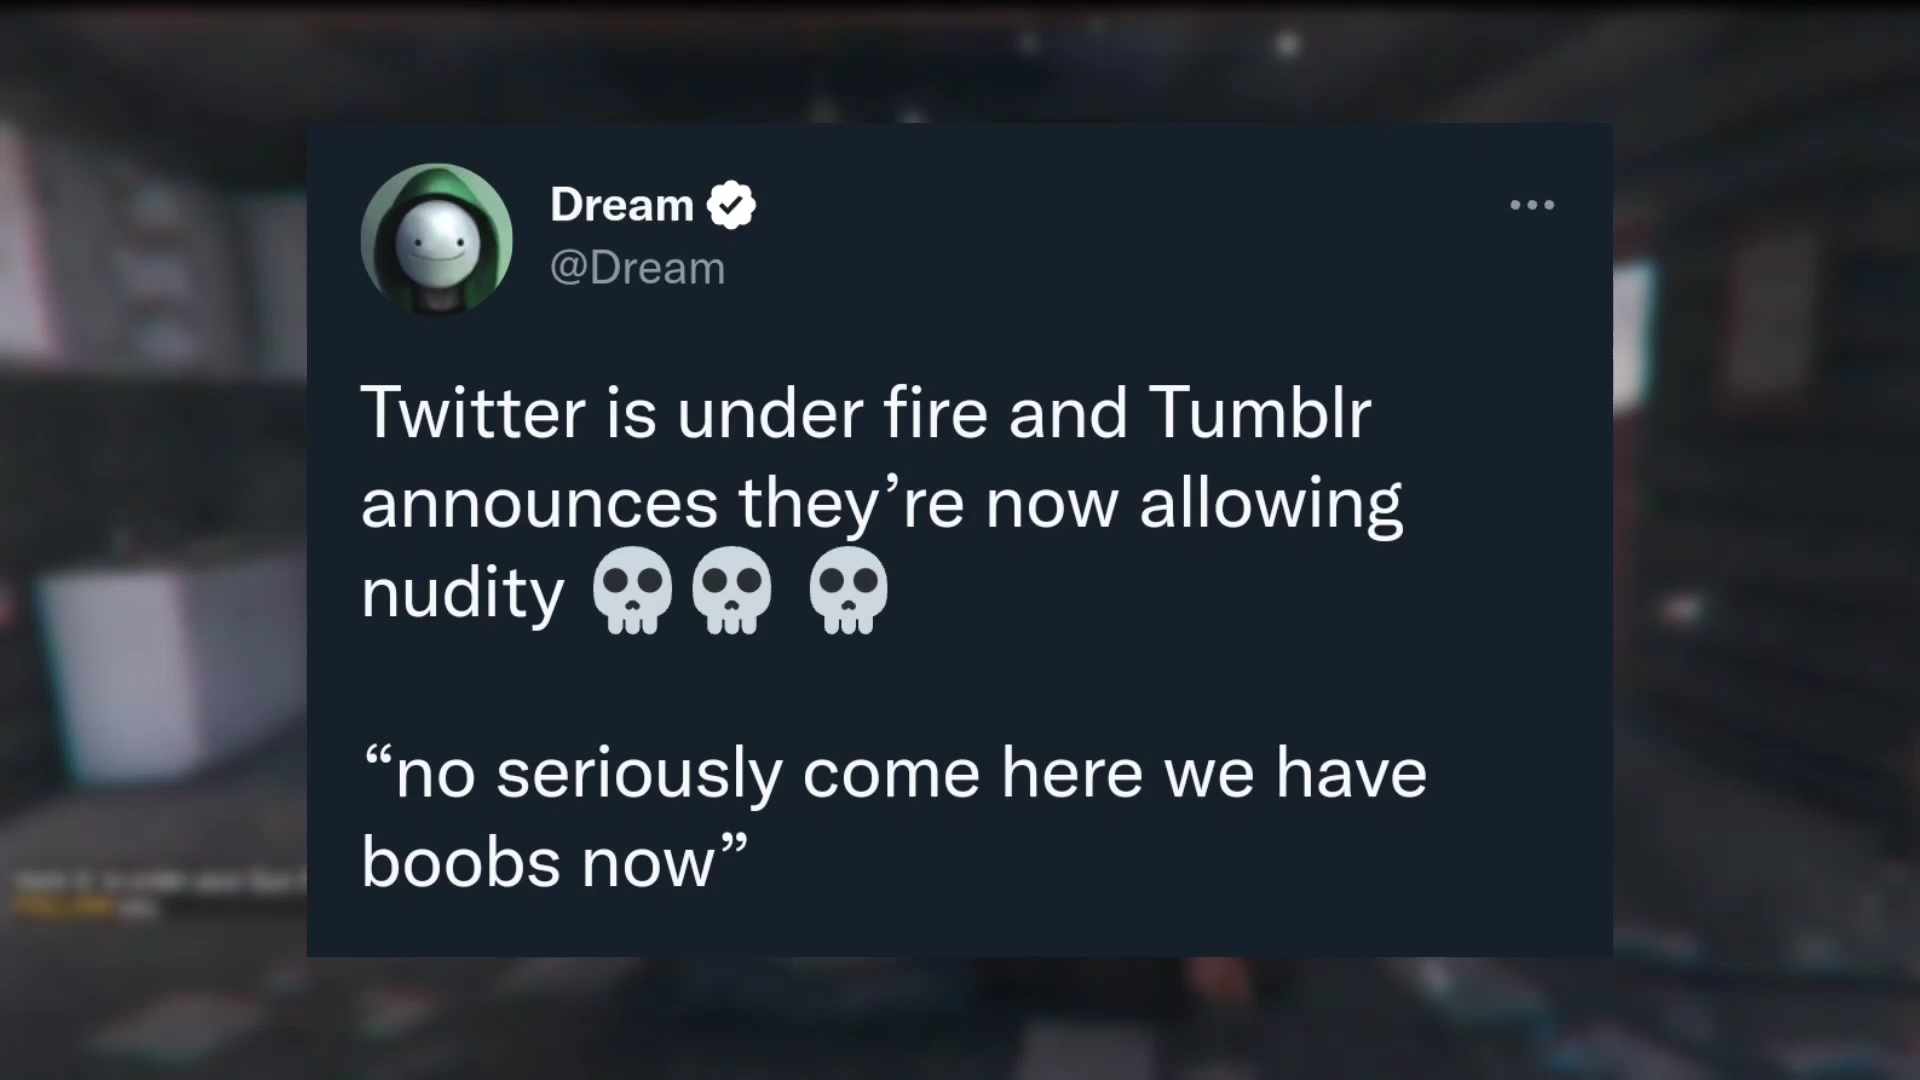 Dream
@Dream
Twitter is under fire and Tumblr
announces they’re now allowing
nudity 💀💀 💀
“no seriously come here we have
boobs now”